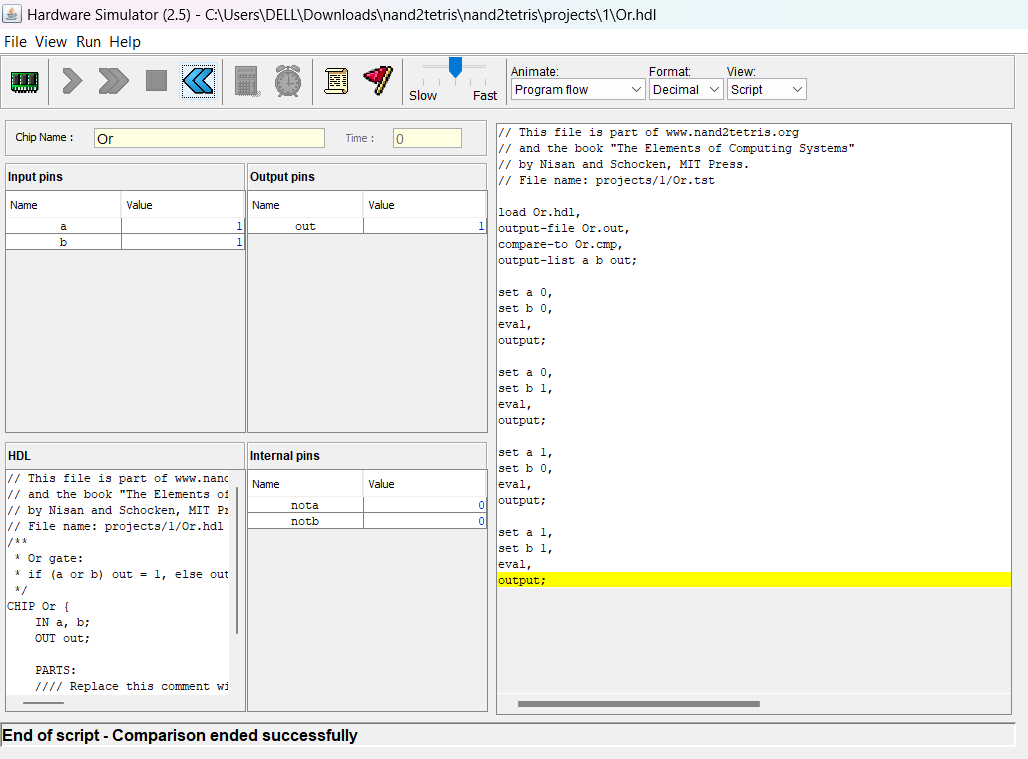 Hardware Simulator (2.5) - C:\Users\DELL\Downloads\nand2tetris\nand2tetris\projects\1\Or.hdl
File View Run Help
Slow Fast
Animate: Format: View:
Program flow Decimal Script
Chip Name : Or Time : 0
Input pins
Name Value
a 1
b 1
Output pins
Name Value
out 1
HDL
// This file is part of www.nand
// and the book "The Elements of
// by Nisan and Schocken, MIT Pr
// File name: projects/1/Or.hdl
/**
* Or gate:
* if (a or b) out = 1, else out
*/
CHIP Or {
IN a, b;
OUT out;
PARTS:
//// Replace this comment wi
Internal pins
Name Value
nota 0
notb 0
// This file is part of www.nand2tetris.org
// and the book "The Elements of Computing Systems"
// by Nisan and Schocken, MIT Press.
// File name: projects/1/Or.tst
load Or.hdl,
output-file Or.out,
compare-to Or.cmp,
output-list a b out;
set a 0,
set b 0,
eval,
output;
set a 0,
set b 1,
eval,
output;
set a 1,
set b 0,
eval,
output;
set a 1,
set b 1,
eval,
output;
End of script - Comparison ended successfully